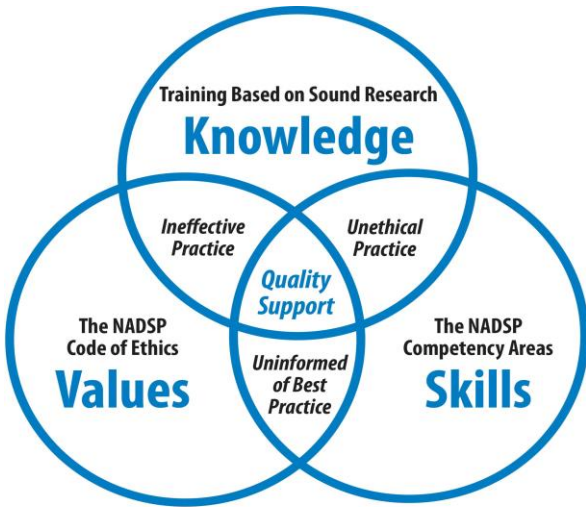 Training Based on Sound Research
Knowledge
Ineffective
Practice
Unethical
Practice
Quality
Support
The NADSP
Code of Ethics
Values
Uninformed
of Best
Practice
The NADSP
Competency Areas
Skills